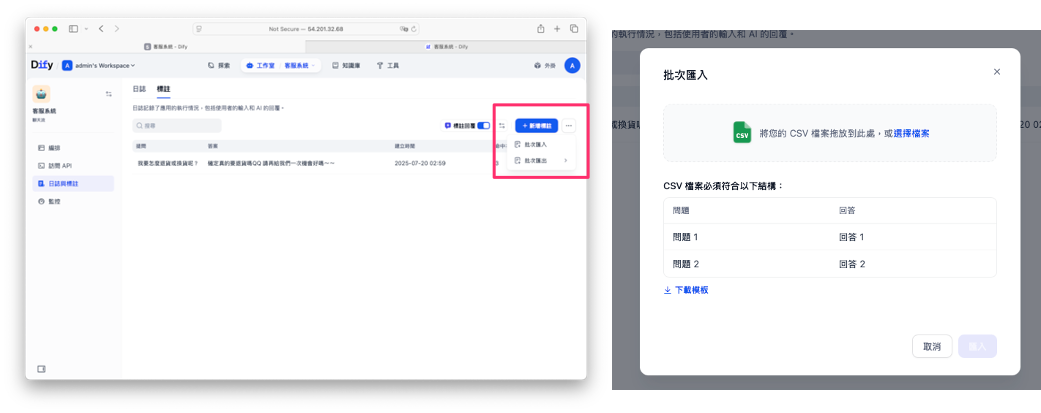 Not Secure — 54.201.32.68
客服系統 - Dify
客服系統 - Dify
Dify
A admin's Workspace
探索
工作室
客服系統
知識庫
工具
外掛
A
客服系統
聊天流
編排
訪問 API
日誌與標註
監控
日誌 標註
日誌記錄了應用的執行情況，包括使用者的輸入和 AI 的回覆。
搜尋
標註回覆
+ 新增標註
批次匯入
批次匯出
提問 答案 建立時間
我要怎麼退貨或換貨呢？ 確定真的要退貨嗎QQ 請再給我們一次機會好嗎~~ 2025-07-20 02:59 3
的執行情況，包括使用者的輸入和 AI 的回覆。
或換貨
20 02
批次匯入
CSV
將您的 CSV 檔案拖放到此處，或選擇檔案
CSV 檔案必須符合以下結構：
問題 回答
問題 1 回答 1
問題 2 回答 2
下載模板
取消
匯入